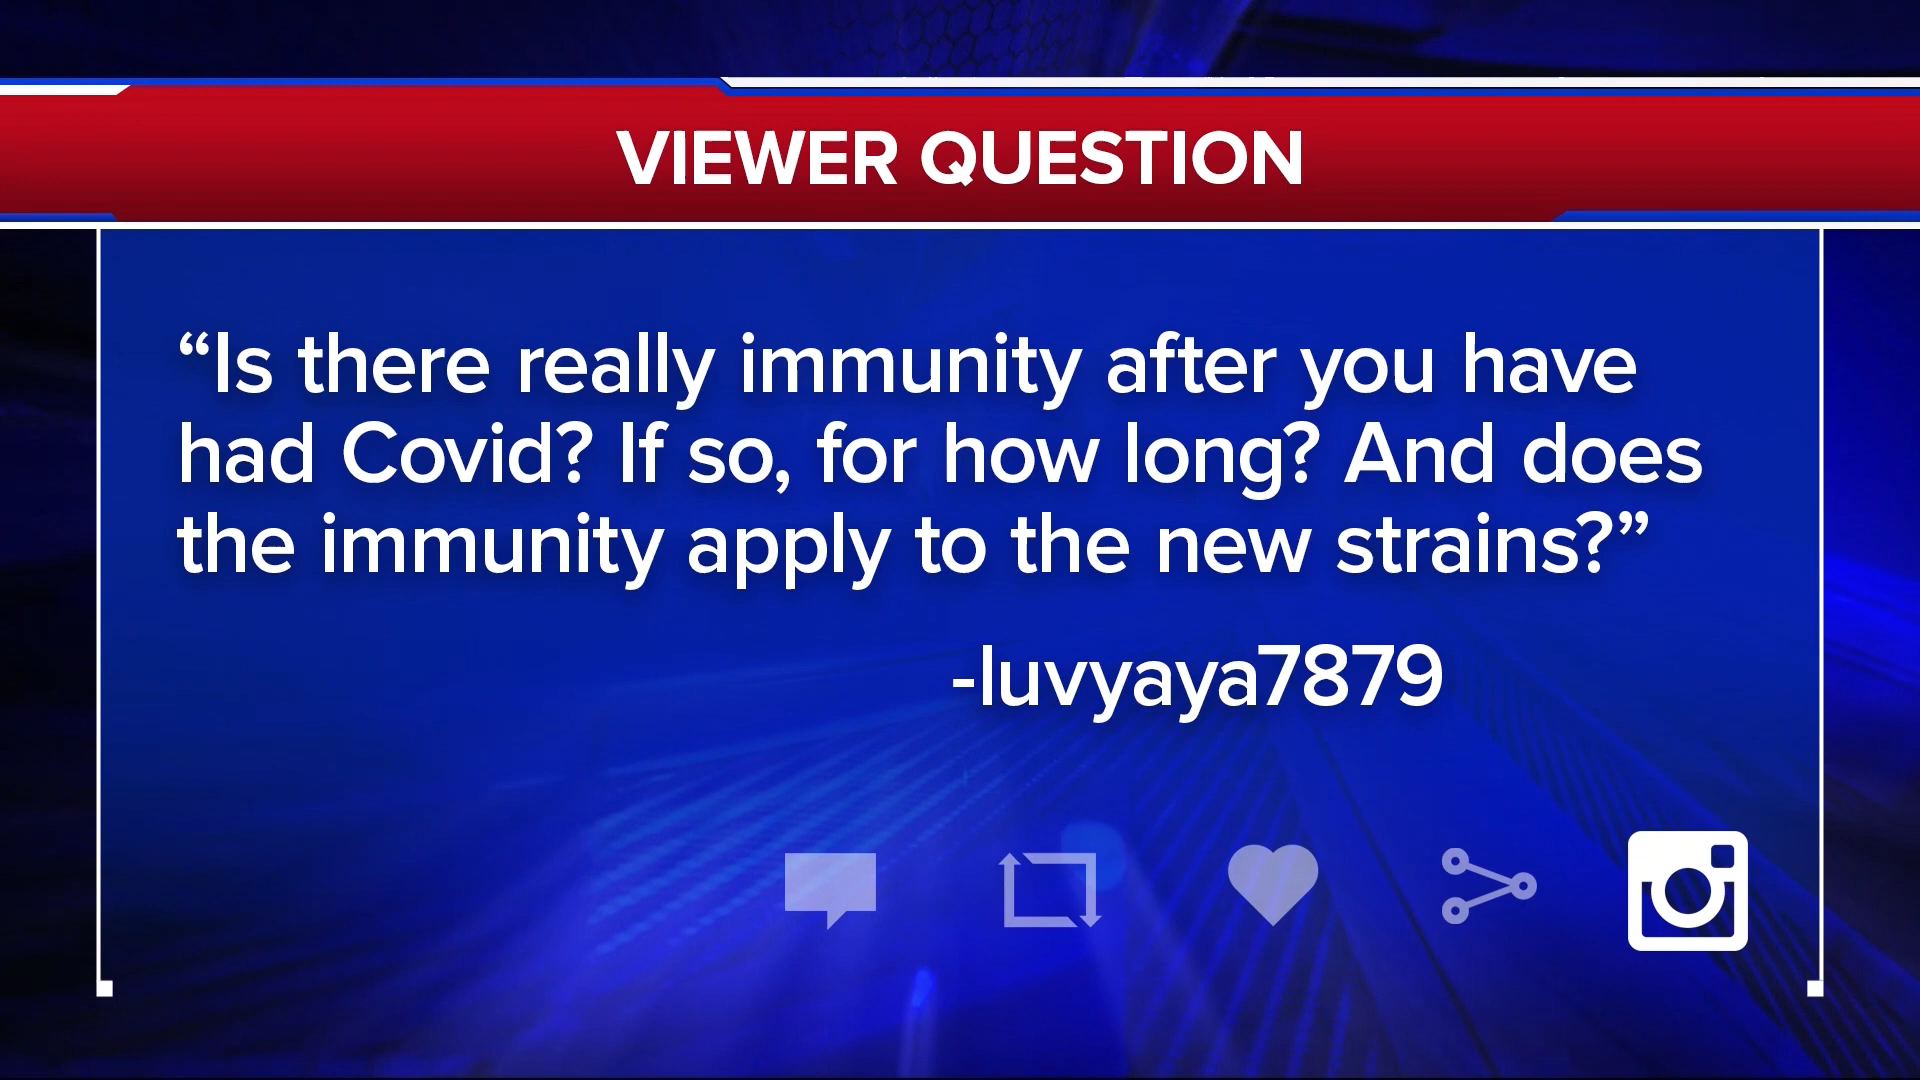 VIEWER QUESTION
“Is there really immunity after you have
had Covid? If so, for how long? And does
the immunity apply to the new strains?”
-luvyaya7879